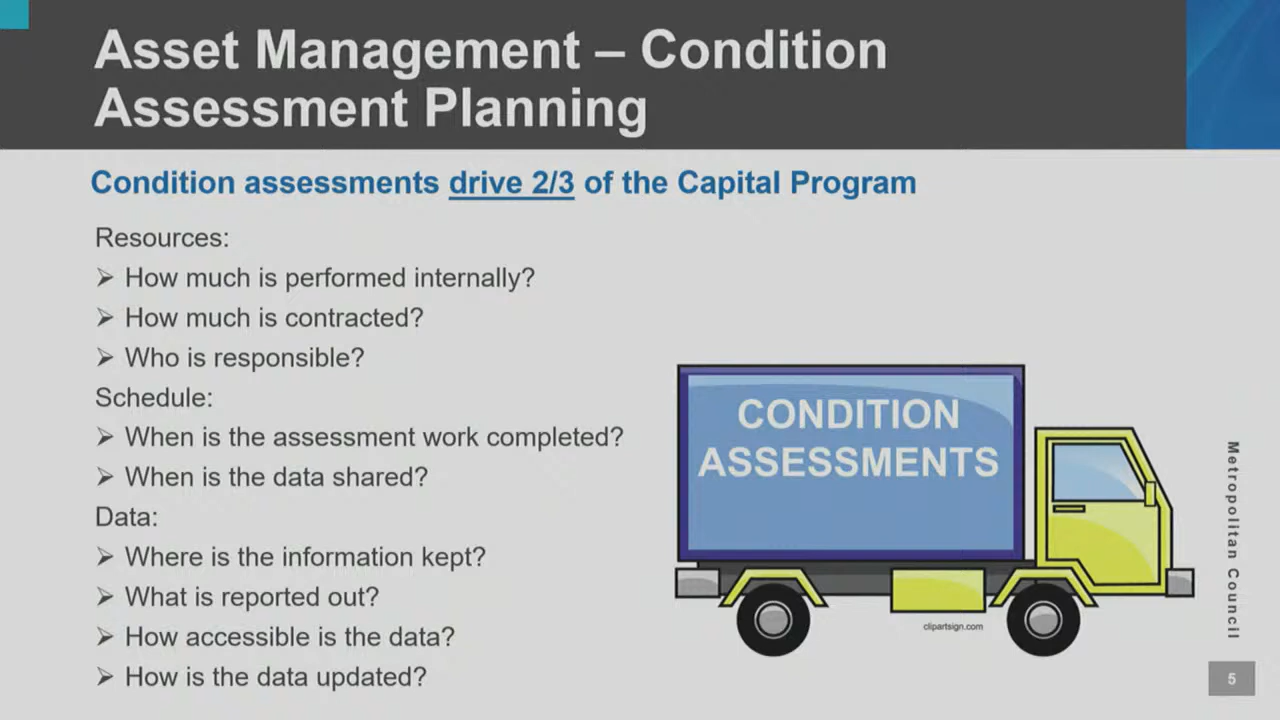 Asset Management – Condition
Assessment Planning
Condition assessments drive 2/3 of the Capital Program
Resources:
➢ How much is performed internally?
➢ How much is contracted?
➢ Who is responsible?
Schedule:
➢ When is the assessment work completed?
➢ When is the data shared?
Data:
➢ Where is the information kept?
➢ What is reported out?
➢ How accessible is the data?
➢ How is the data updated?
CONDITION
ASSESSMENTS
clipartsign.com
Metropolitan Council
5